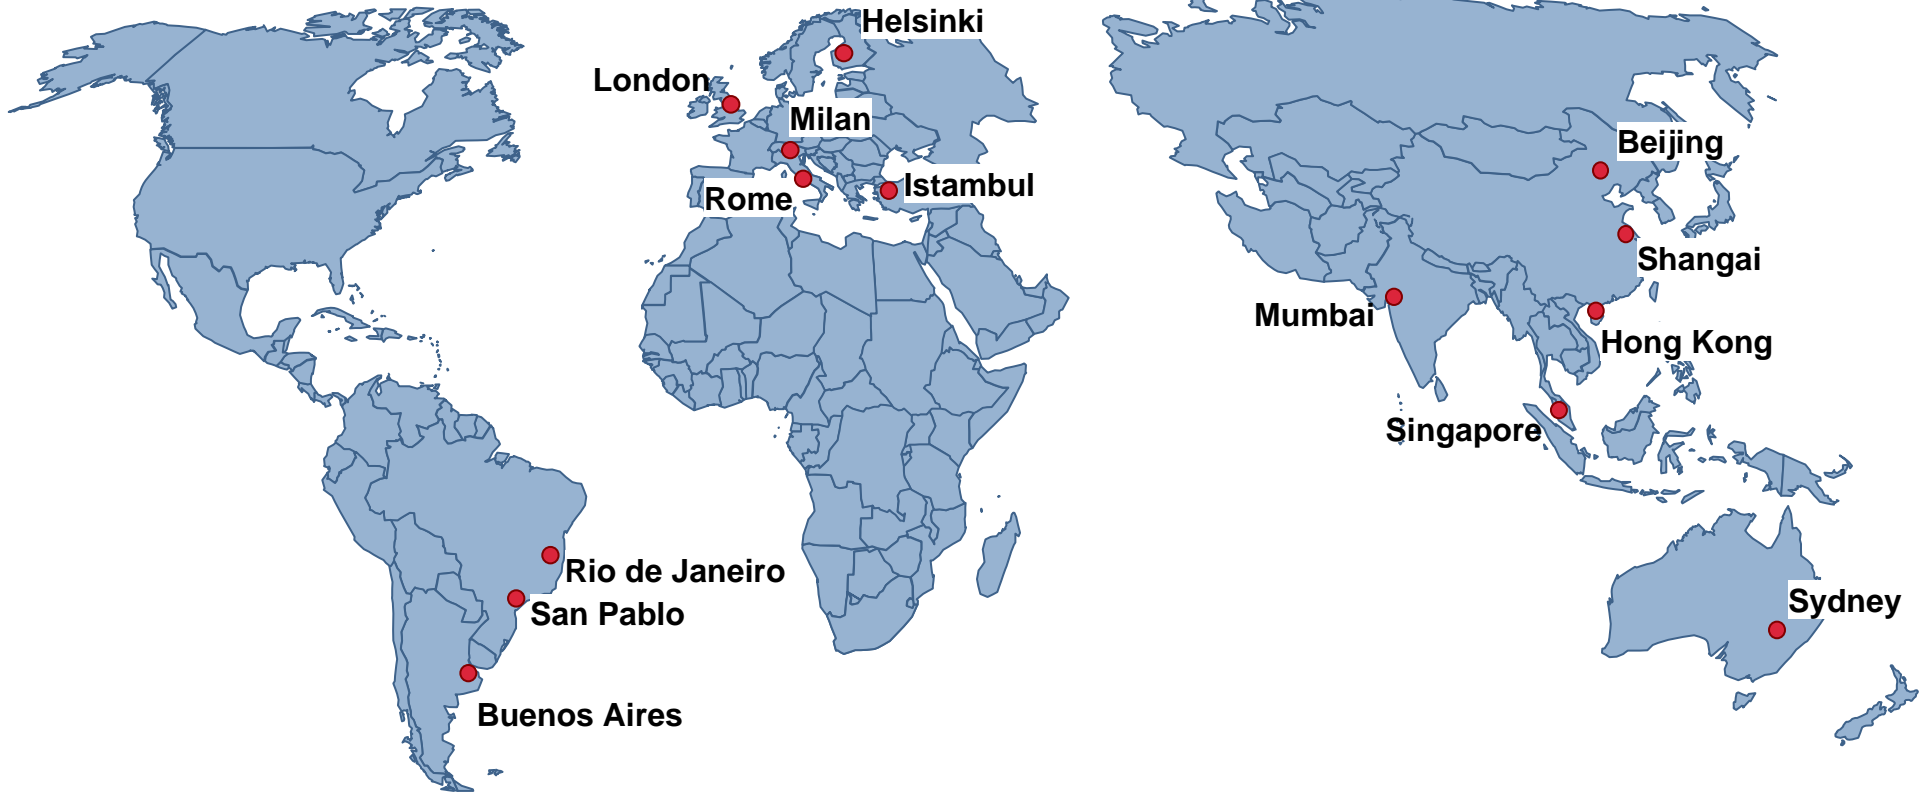 Helsinki
London
Milan
Beijing
Istambul
Rome
Shangai
Mumbai
Hong Kong
Singapore
Rio de Janeiro
Sydney
San Pablo
Buenos Aires